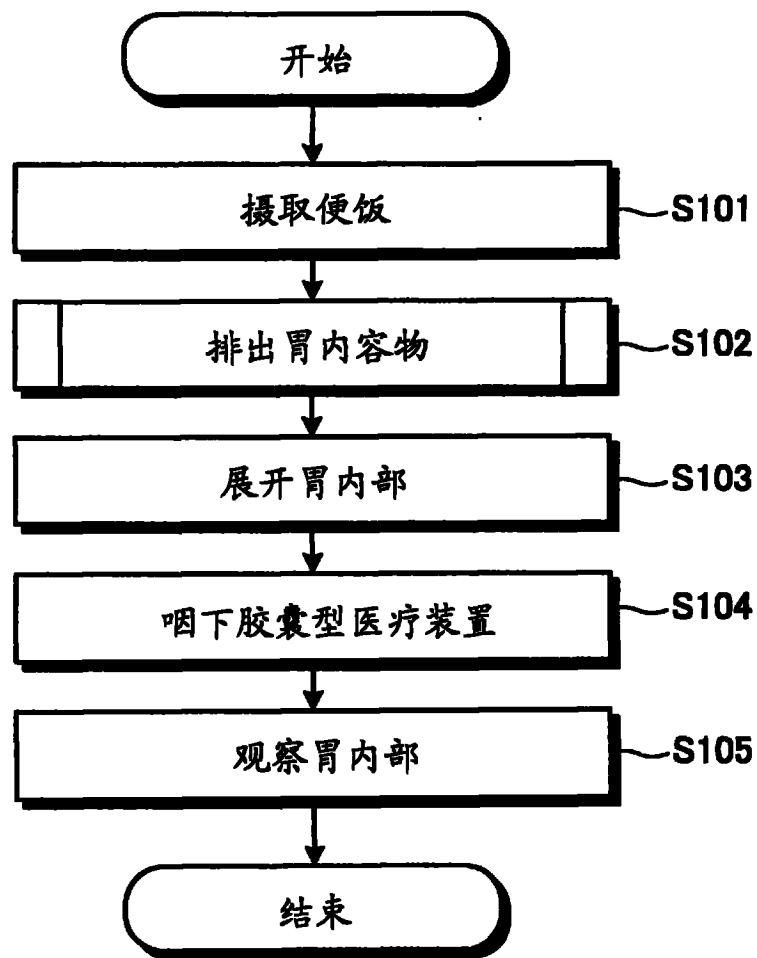 开始
摄取便饭 S101
排出胃内容物 S102
展开胃内部 S103
咽下胶囊型医疗装置 S104
观察胃内部 S105
结束